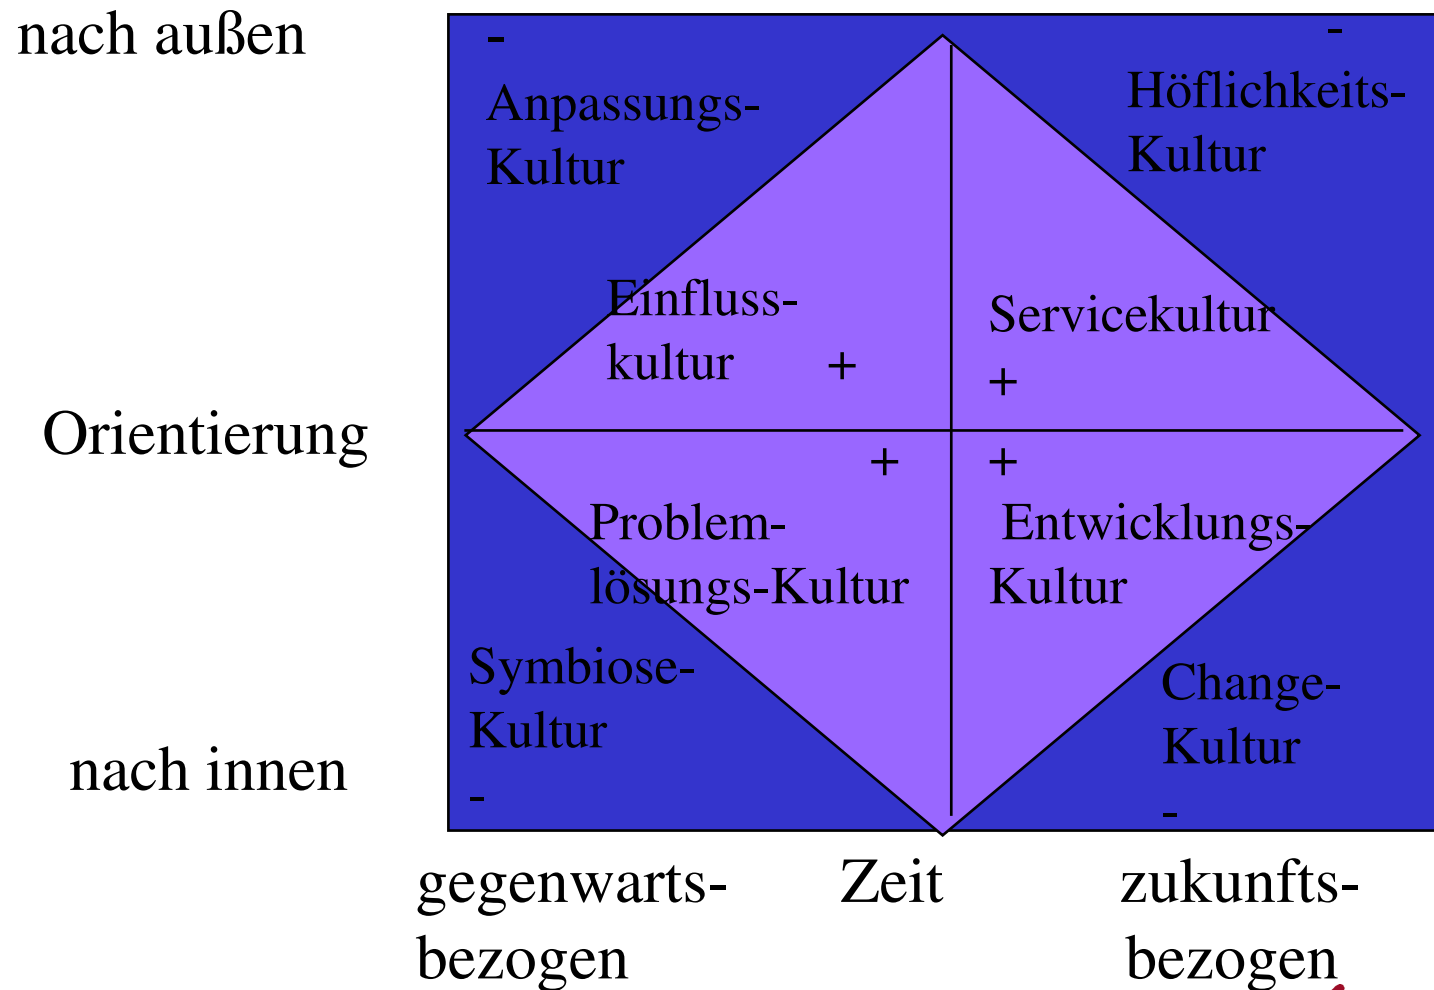 nach außen
-
-
Anpassungs-
Kultur
Höflichkeits-
Kultur
Einfluss-
kultur +
Servicekultur
+
Orientierung
+
+
Problem-
lösungs-Kultur
Entwicklungs-
Kultur
Symbiose-
Kultur
-
Change-
Kultur
-
nach innen
gegenwarts-
bezogen
Zeit
zukunfts-
bezogen